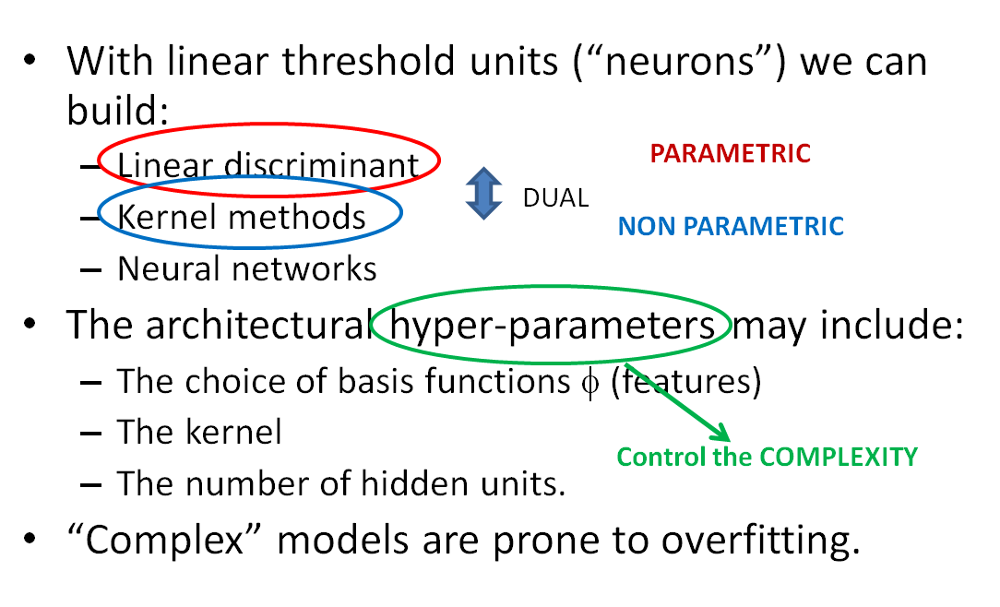 • With linear threshold units (“neurons”) we can
build:
– Linear discriminant
PARAMETRIC
DUAL
– Kernel methods
NON PARAMETRIC
– Neural networks
• The architectural hyper-parameters may include:
– The choice of basis functions ϕ (features)
– The kernel
Control the COMPLEXITY
– The number of hidden units.
• “Complex” models are prone to overfitting.